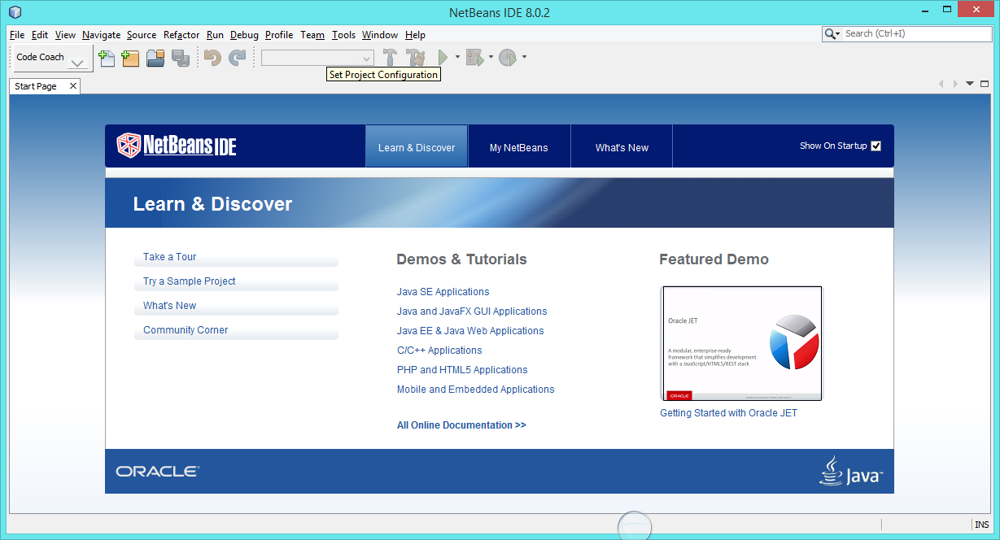 NetBeans IDE 8.0.2
File Edit View Navigate Source Refactor Run Debug Profile Team Tools Window Help
Search (Ctrl+I)
Code Coach
Set Project Configuration
Start Page
NetBeans IDE
Learn & Discover
My NetBeans
What's New
Show On Startup
Learn & Discover
Take a Tour
Try a Sample Project
What's New
Community Corner
Demos & Tutorials
Java SE Applications
Java and JavaFX GUI Applications
Java EE & Java Web Applications
C/C++ Applications
PHP and HTML5 Applications
Mobile and Embedded Applications
All Online Documentation >>
Featured Demo
Oracle JET
A modular, enterprise-ready
framework that simplifies development
with a JavaScript/HTML5/REST stack
ORACLE
Getting Started with Oracle JET
ORACLE
Java
INS